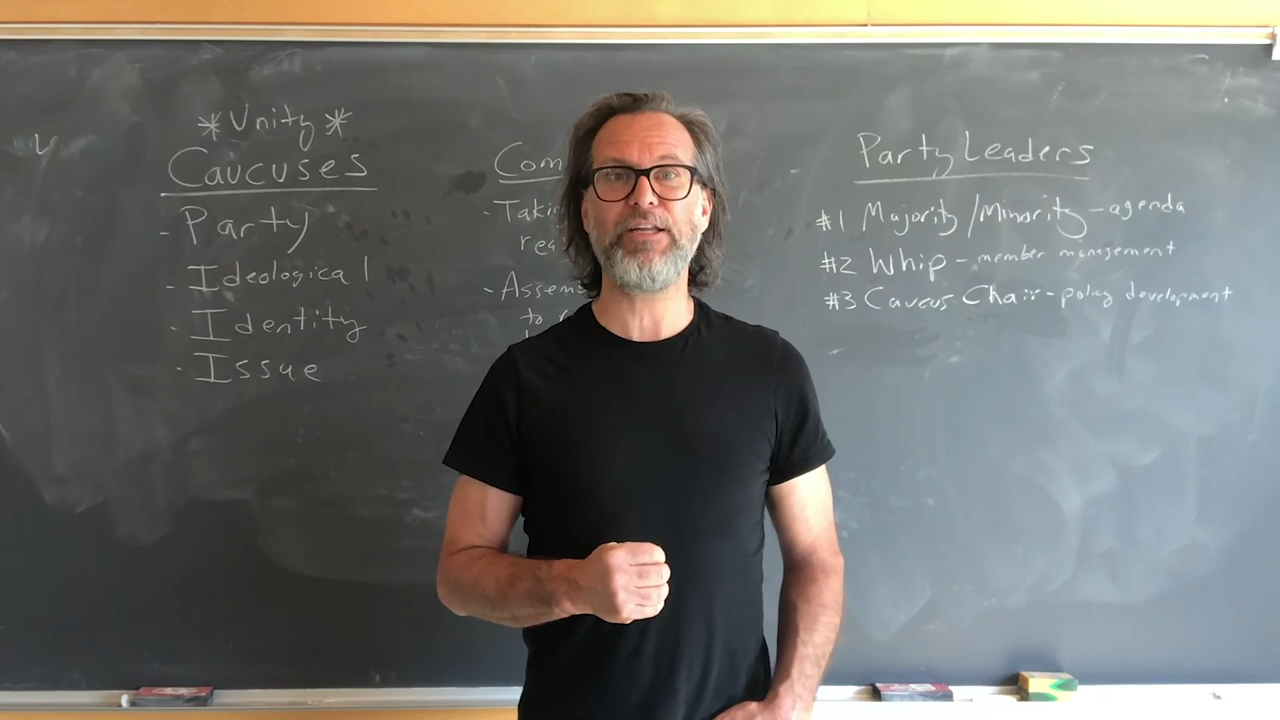 *Unity*
Caucuses
- Party
- Ideological
- Identity
- Issue
Com
- Takin
rea
- Assem
to
Party Leaders
#1 Majority/Minority - agenda
#2 Whip - member management
#3 Caucus Chair - policy development